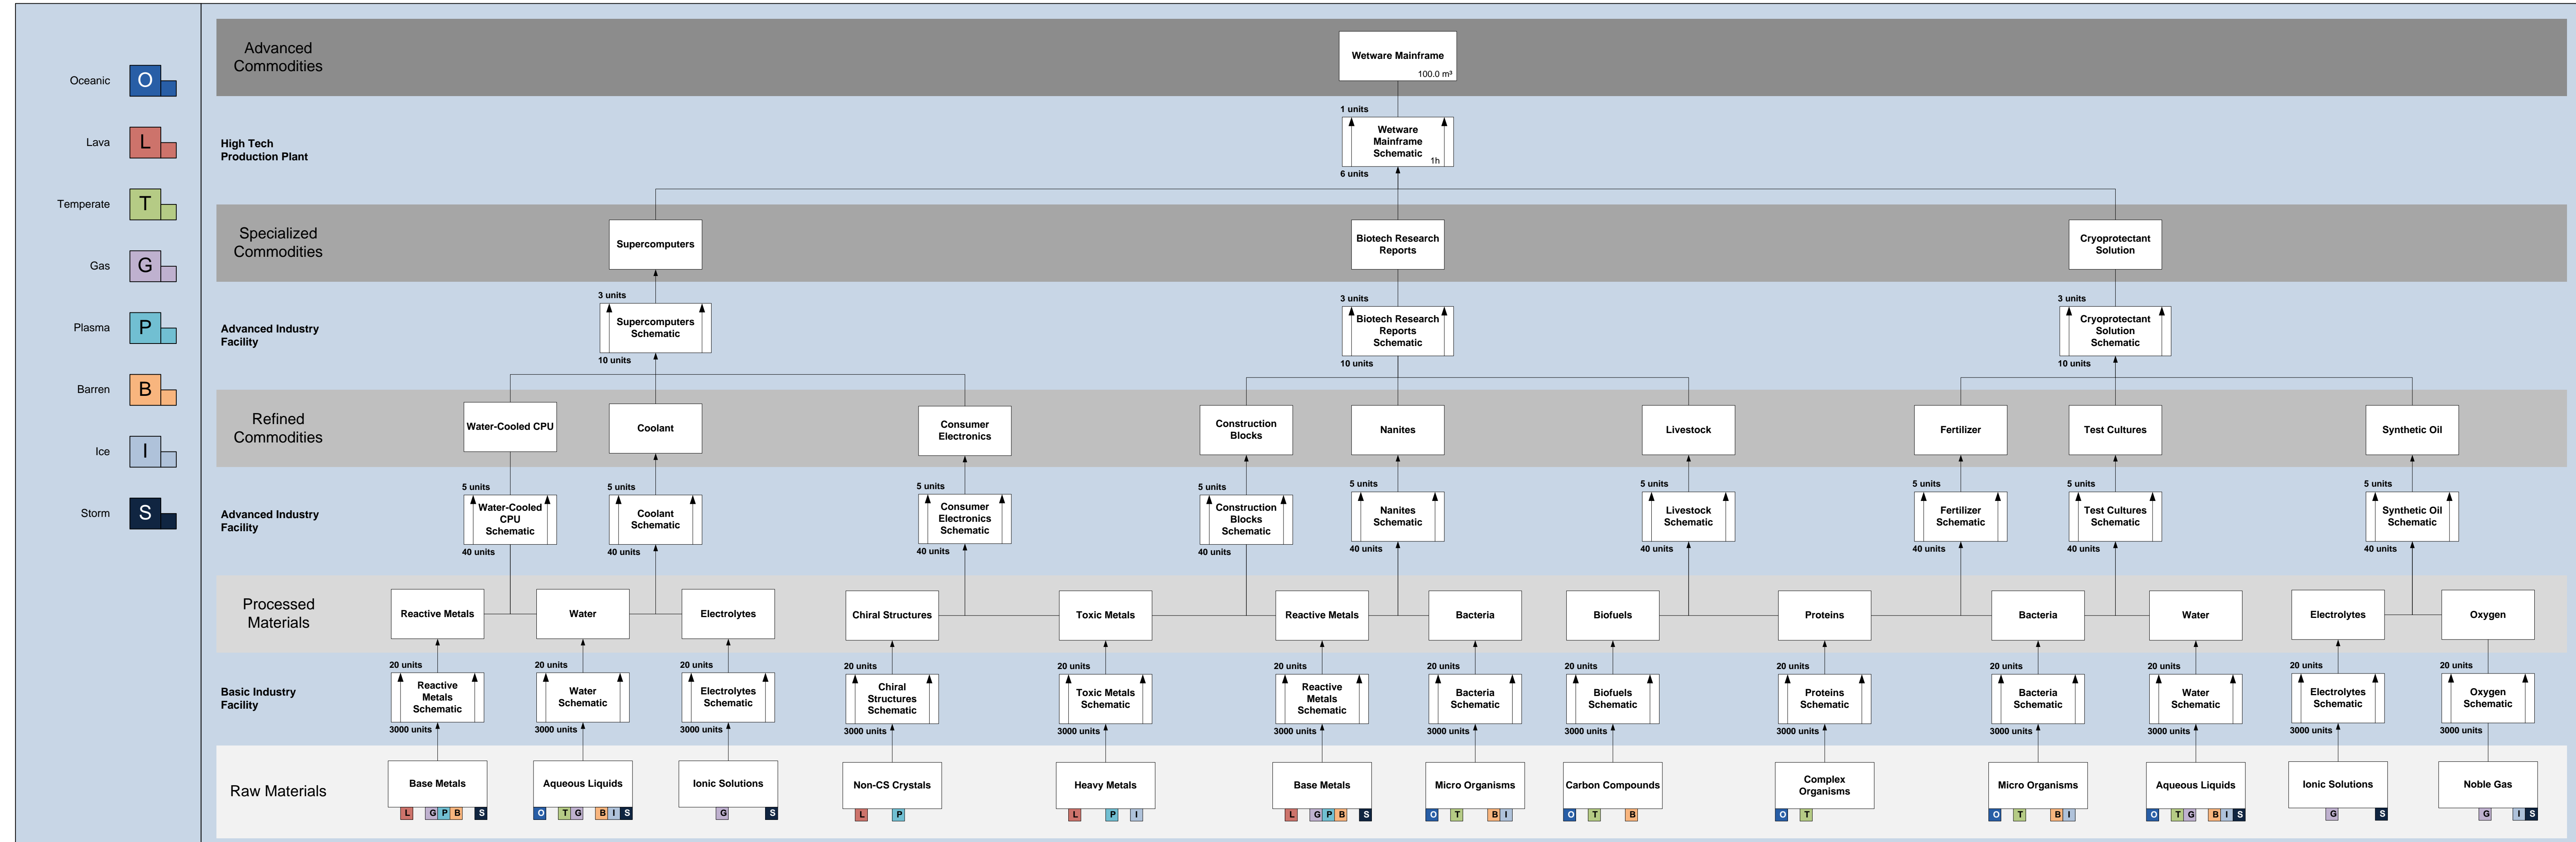 Oceanic O
Lava L
Temperate T
Gas G
Plasma P
Barren B
Ice I
Storm S
Advanced
Commodities
Wetware Mainframe
100.0 m³
High Tech
Production Plant
1 units
Wetware
Mainframe
Schematic
1h
6 units
Specialized
Commodities
Supercomputers
Biotech Research
Reports
Cryoprotectant
Solution
Advanced Industry
Facility
3 units
Supercomputers
Schematic
10 units
3 units
Biotech Research
Reports
Schematic
10 units
3 units
Cryoprotectant
Solution
Schematic
10 units
Refined
Commodities
Water-Cooled CPU
Coolant
Consumer
Electronics
Construction
Blocks
Nanites
Livestock
Fertilizer
Test Cultures
Synthetic Oil
Advanced Industry
Facility
5 units
Water-Cooled
CPU
Schematic
40 units
5 units
Coolant
Schematic
40 units
5 units
Consumer
Electronics
Schematic
40 units
5 units
Construction
Blocks
Schematic
40 units
5 units
Nanites
Schematic
40 units
5 units
Livestock
Schematic
40 units
5 units
Fertilizer
Schematic
40 units
5 units
Test Cultures
Schematic
40 units
5 units
Synthetic Oil
Schematic
40 units
Processed
Materials
Reactive Metals
Water
Electrolytes
Chiral Structures
Toxic Metals
Reactive Metals
Bacteria
Biofuels
Proteins
Bacteria
Water
Electrolytes
Oxygen
Basic Industry
Facility
20 units
Reactive
Metals
Schematic
3000 units
20 units
Water
Schematic
3000 units
20 units
Electrolytes
Schematic
3000 units
20 units
Chiral
Structures
Schematic
3000 units
20 units
Toxic Metals
Schematic
3000 units
20 units
Reactive
Metals
Schematic
3000 units
20 units
Bacteria
Schematic
3000 units
20 units
Biofuels
Schematic
3000 units
20 units
Proteins
Schematic
3000 units
20 units
Bacteria
Schematic
3000 units
20 units
Water
Schematic
3000 units
20 units
Electrolytes
Schematic
3000 units
20 units
Oxygen
Schematic
3000 units
Raw Materials
Base Metals
L G P B S
Aqueous Liquids
O T G B I S
Ionic Solutions
G S
Non-CS Crystals
L P
Heavy Metals
L P I
Base Metals
L G P B S
Micro Organisms
O T B I
Carbon Compounds
O T B
Complex
Organisms
O T
Micro Organisms
O T B I
Aqueous Liquids
O T G B I S
Ionic Solutions
G S
Noble Gas
G I S